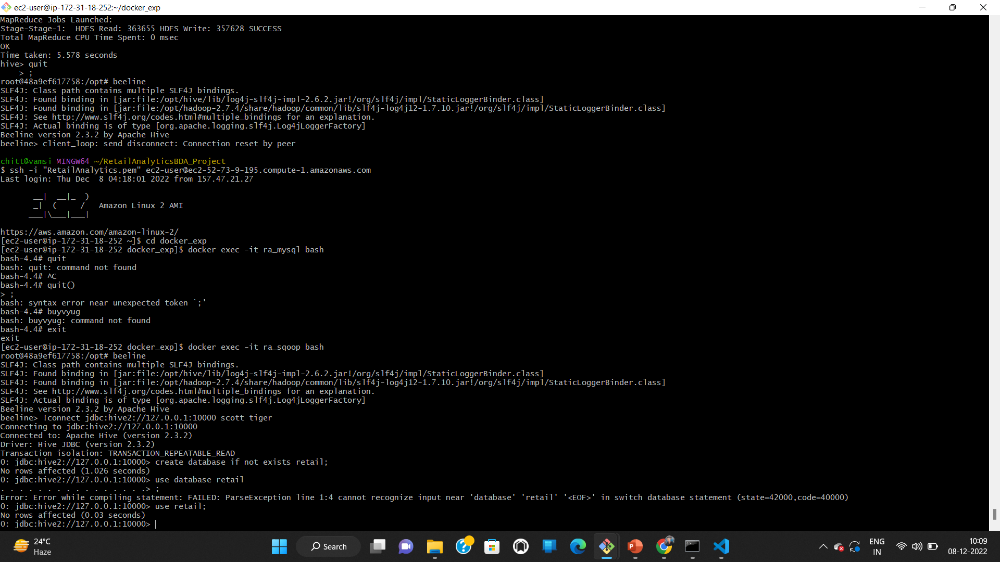 ec2-user@ip-172-31-18-252:~/docker_exp
MapReduce Jobs Launched:
Stage-Stage-1:  HDFS Read: 363655 HDFS Write: 357628 SUCCESS
Total MapReduce CPU Time Spent: 0 msec
OK
Time taken: 5.578 seconds
hive> quit
    > ;
root@48a9ef617758:/opt# beeline
SLF4J: Class path contains multiple SLF4J bindings.
SLF4J: Found binding in [jar:file:/opt/hive/lib/log4j-slf4j-impl-2.6.2.jar!/org/slf4j/impl/StaticLoggerBinder.class]
SLF4J: Found binding in [jar:file:/opt/hadoop-2.7.4/share/hadoop/common/lib/slf4j-log4j12-1.7.10.jar!/org/slf4j/impl/StaticLoggerBinder.class]
SLF4J: See http://www.slf4j.org/codes.html#multiple_bindings for an explanation.
SLF4J: Actual binding is of type [org.apache.logging.slf4j.Log4jLoggerFactory]
Beeline version 2.3.2 by Apache Hive
beeline> client_loop: send disconnect: Connection reset by peer
chitt@vamsi MINGW64 ~/RetailAnalyticsBDA_Project
$ ssh -i "RetailAnalytics.pem" ec2-user@ec2-52-73-9-195.compute-1.amazonaws.com
Last login: Thu Dec  8 04:18:01 2022 from 157.47.21.27
       __|  __|_  )
       _|  (     /   Amazon Linux 2 AMI
      ___|\___|___|
https://aws.amazon.com/amazon-linux-2/
[ec2-user@ip-172-31-18-252 ~]$ cd docker_exp
[ec2-user@ip-172-31-18-252 docker_exp]$ docker exec -it ra_mysql bash
bash-4.4# quit
bash: quit: command not found
bash-4.4# ^C
bash-4.4# quit()
> ;
bash: syntax error near unexpected token `;'
bash-4.4# buyvyug
bash: buyvyug: command not found
bash-4.4# exit
exit
[ec2-user@ip-172-31-18-252 docker_exp]$ docker exec -it ra_sqoop bash
root@48a9ef617758:/opt# beeline
SLF4J: Class path contains multiple SLF4J bindings.
SLF4J: Found binding in [jar:file:/opt/hive/lib/log4j-slf4j-impl-2.6.2.jar!/org/slf4j/impl/StaticLoggerBinder.class]
SLF4J: Found binding in [jar:file:/opt/hadoop-2.7.4/share/hadoop/common/lib/slf4j-log4j12-1.7.10.jar!/org/slf4j/impl/StaticLoggerBinder.class]
SLF4J: See http://www.slf4j.org/codes.html#multiple_bindings for an explanation.
SLF4J: Actual binding is of type [org.apache.logging.slf4j.Log4jLoggerFactory]
Beeline version 2.3.2 by Apache Hive
beeline> !connect jdbc:hive2://127.0.0.1:10000 scott tiger
Connecting to jdbc:hive2://127.0.0.1:10000
Connected to: Apache Hive (version 2.3.2)
Driver: Hive JDBC (version 2.3.2)
Transaction isolation: TRANSACTION_REPEATABLE_READ
0: jdbc:hive2://127.0.0.1:10000> create database if not exists retail;
No rows affected (1.026 seconds)
0: jdbc:hive2://127.0.0.1:10000> use database retail
. . . . . . . . . . . . . . . .> ;
Error: Error while compiling statement: FAILED: ParseException line 1:4 cannot recognize input near 'database' 'retail' '<EOF>' in switch database statement (state=42000,code=40000)
0: jdbc:hive2://127.0.0.1:10000> use retail;
No rows affected (0.03 seconds)
0: jdbc:hive2://127.0.0.1:10000>
24°C
Haze
Search
ENG
IN
10:09
08-12-2022